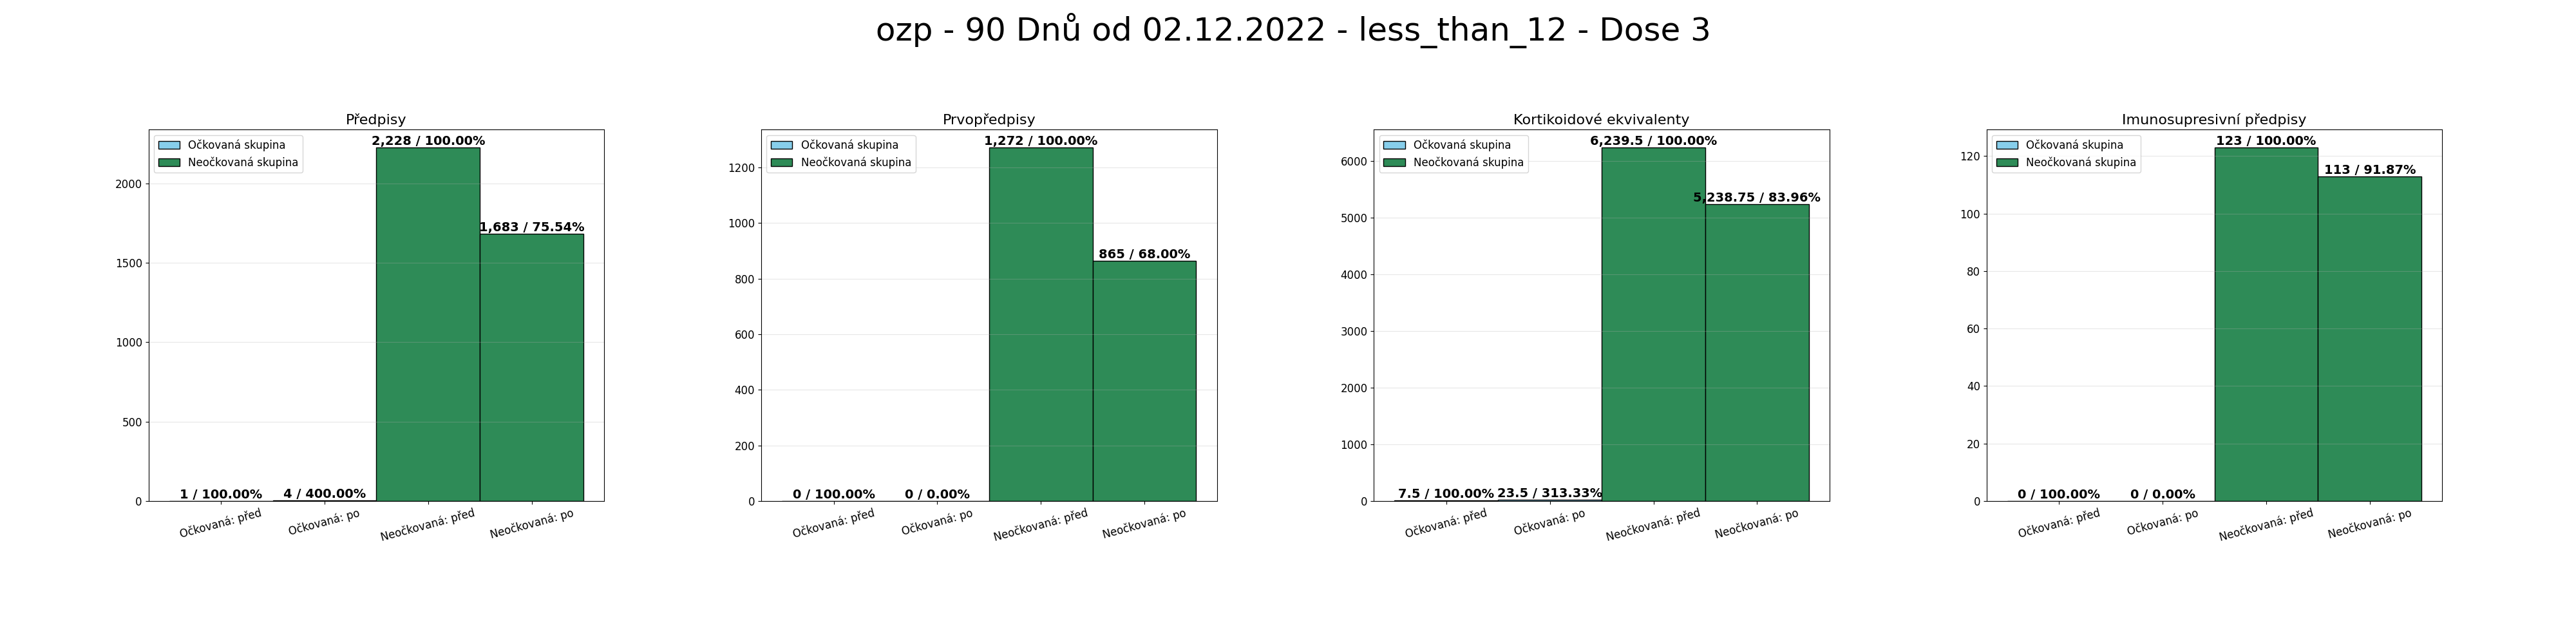 ozp - 90 Dnů od 02.12.2022 - less_than_12 - Dose 3
Předpisy
Očkovaná skupina
Neočkovaná skupina
2,228 / 100.00%
1,683 / 75.54%
1 / 100.00%
4 / 400.00%
2000
1500
1000
500
0
Očkovaná: před
Očkovaná: po
Neočkovaná: před
Neočkovaná: po
Prvopředpisy
Očkovaná skupina
Neočkovaná skupina
1,272 / 100.00%
865 / 68.00%
0 / 100.00%
0 / 0.00%
1200
1000
800
600
400
200
0
Očkovaná: před
Očkovaná: po
Neočkovaná: před
Neočkovaná: po
Kortikoidové ekvivalenty
Očkovaná skupina
Neočkovaná skupina
6,239.5 / 100.00%
5,238.75 / 83.96%
7.5 / 100.00%
23.5 / 313.33%
6000
5000
4000
3000
2000
1000
0
Očkovaná: před
Očkovaná: po
Neočkovaná: před
Neočkovaná: po
Imunosupresivní předpisy
Očkovaná skupina
Neočkovaná skupina
123 / 100.00%
113 / 91.87%
0 / 100.00%
0 / 0.00%
120
100
80
60
40
20
0
Očkovaná: před
Očkovaná: po
Neočkovaná: před
Neočkovaná: po